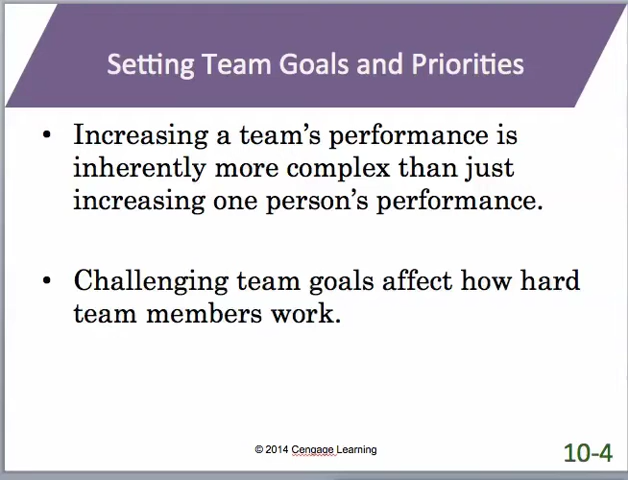 Setting Team Goals and Priorities
• Increasing a team's performance is
inherently more complex than just
increasing one person's performance.
• Challenging team goals affect how hard
team members work.
© 2014 Cengage Learning
10-4